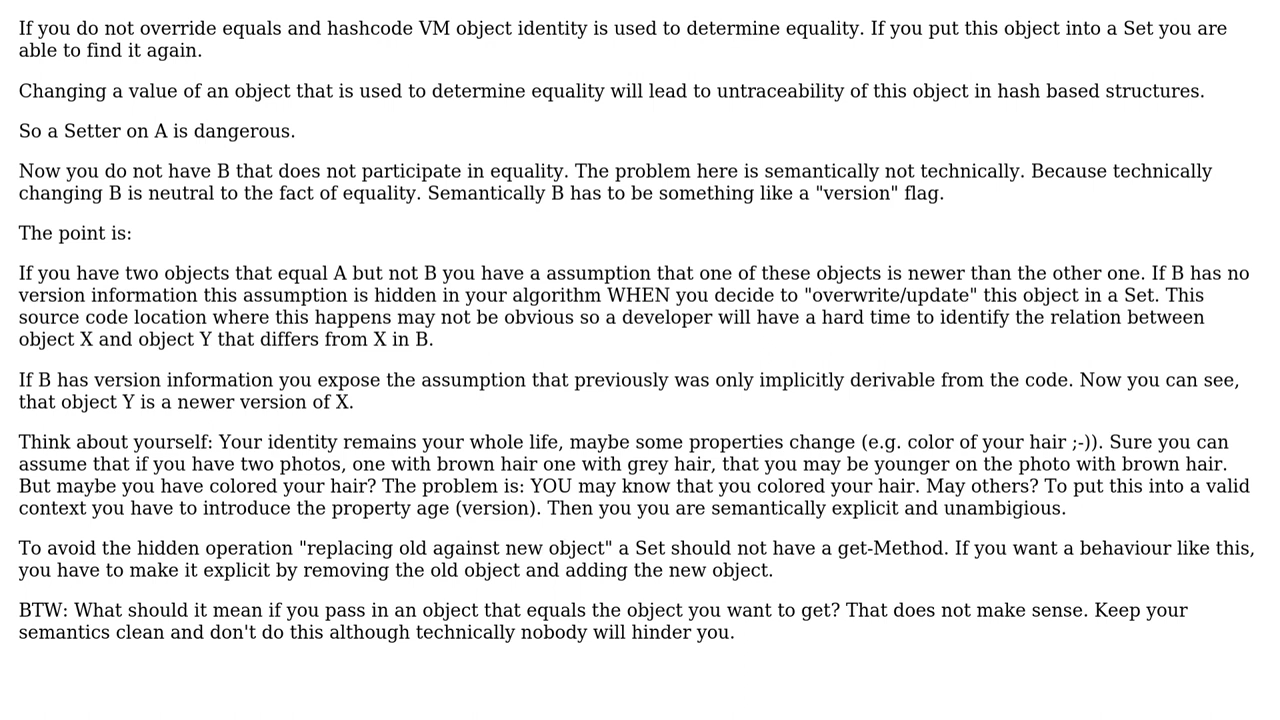 If you do not override equals and hashcode VM object identity is used to determine equality. If you put this object into a Set you are
able to find it again.
Changing a value of an object that is used to determine equality will lead to untraceability of this object in hash based structures.
So a Setter on A is dangerous.
Now you do not have B that does not participate in equality. The problem here is semantically not technically. Because technically
changing B is neutral to the fact of equality. Semantically B has to be something like a "version" flag.
The point is:
If you have two objects that equal A but not B you have a assumption that one of these objects is newer than the other one. If B has no
version information this assumption is hidden in your algorithm WHEN you decide to "overwrite/update" this object in a Set. This
source code location where this happens may not be obvious so a developer will have a hard time to identify the relation between
object X and object Y that differs from X in B.
If B has version information you expose the assumption that previously was only implicitly derivable from the code. Now you can see,
that object Y is a newer version of X.
Think about yourself: Your identity remains your whole life, maybe some properties change (e.g. color of your hair ;-)). Sure you can
assume that if you have two photos, one with brown hair one with grey hair, that you may be younger on the photo with brown hair.
But maybe you have colored your hair? The problem is: YOU may know that you colored your hair. May others? To put this into a valid
context you have to introduce the property age (version). Then you you are semantically explicit and unambigious.
To avoid the hidden operation "replacing old against new object" a Set should not have a get-Method. If you want a behaviour like this,
you have to make it explicit by removing the old object and adding the new object.
BTW: What should it mean if you pass in an object that equals the object you want to get? That does not make sense. Keep your
semantics clean and don't do this although technically nobody will hinder you.